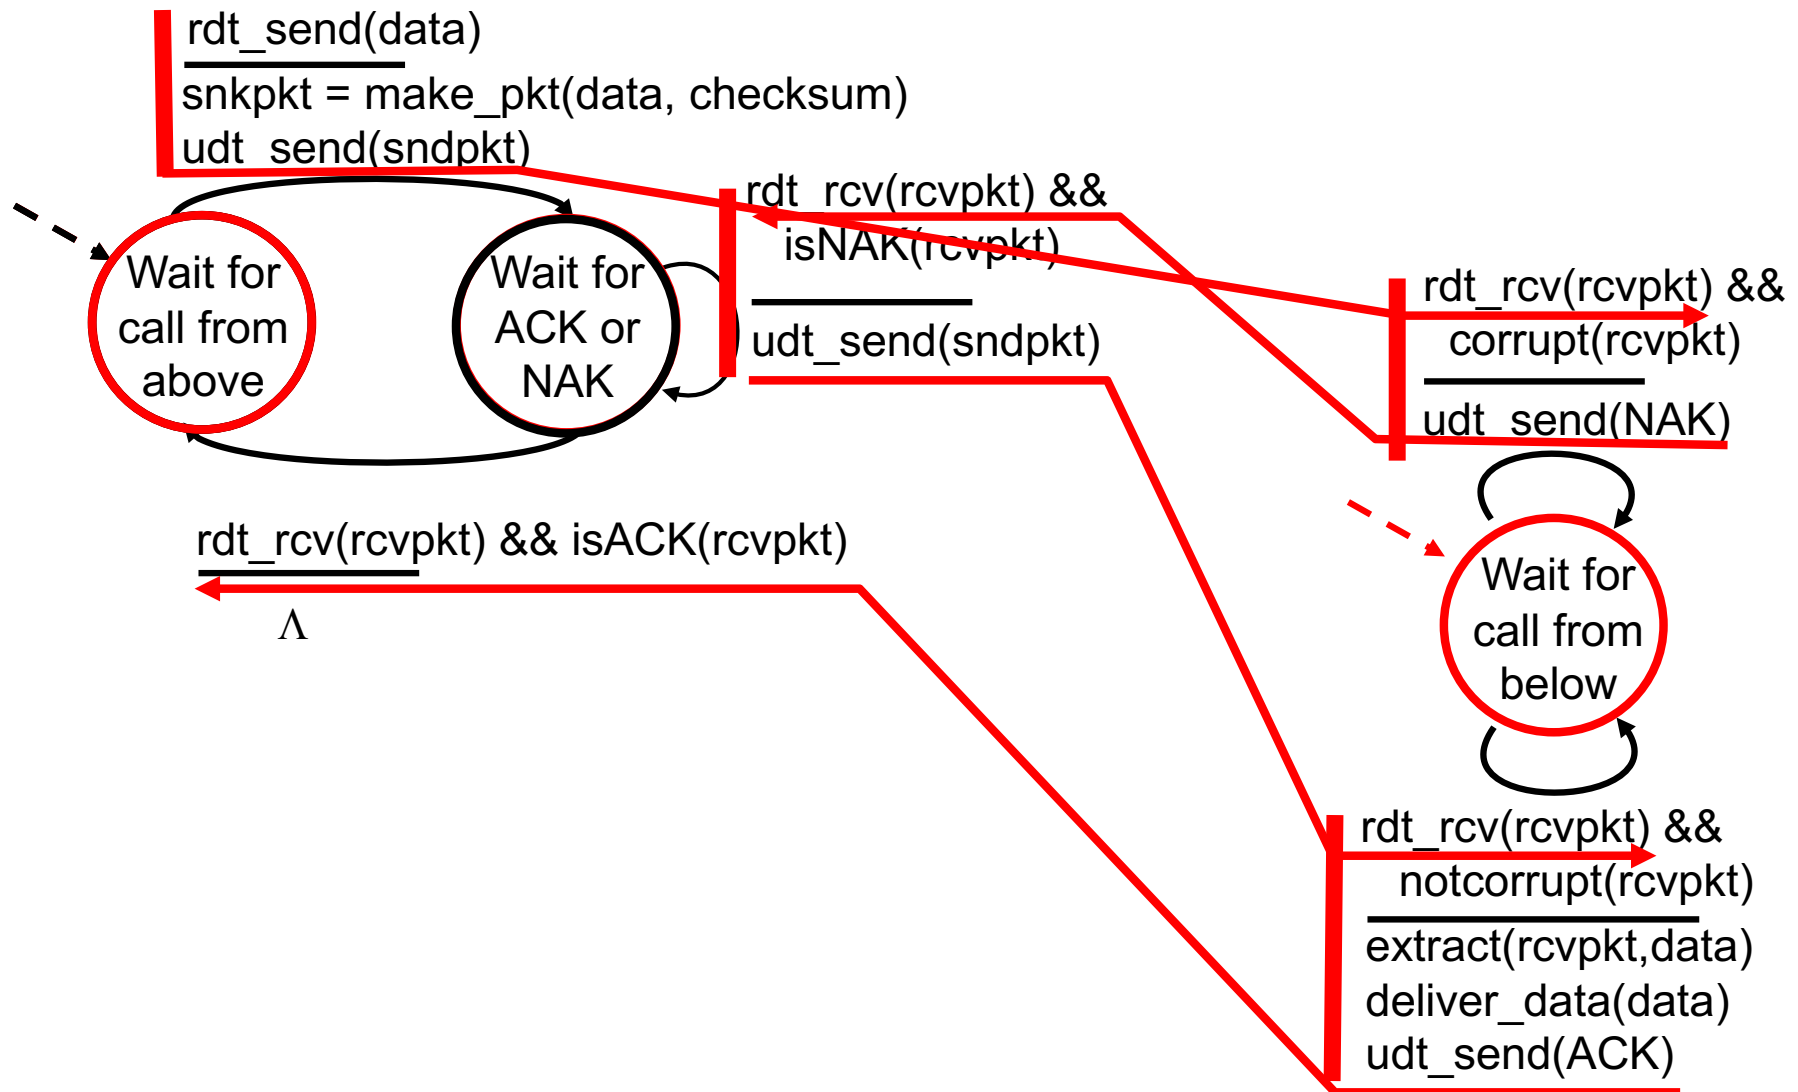 rdt_send(data)
snkpkt = make_pkt(data, checksum)
udt_send(sndpkt)
Wait for
call from
above
Wait for
ACK or
NAK
rdt_rcv(rcvpkt) &&
isNAK(rcvpkt)
udt_send(sndpkt)
rdt_rcv(rcvpkt) && isACK(rcvpkt)
Λ
rdt_rcv(rcvpkt) &&
corrupt(rcvpkt)
udt_send(NAK)
Wait for
call from
below
rdt_rcv(rcvpkt) &&
notcorrupt(rcvpkt)
extract(rcvpkt,data)
deliver_data(data)
udt_send(ACK)